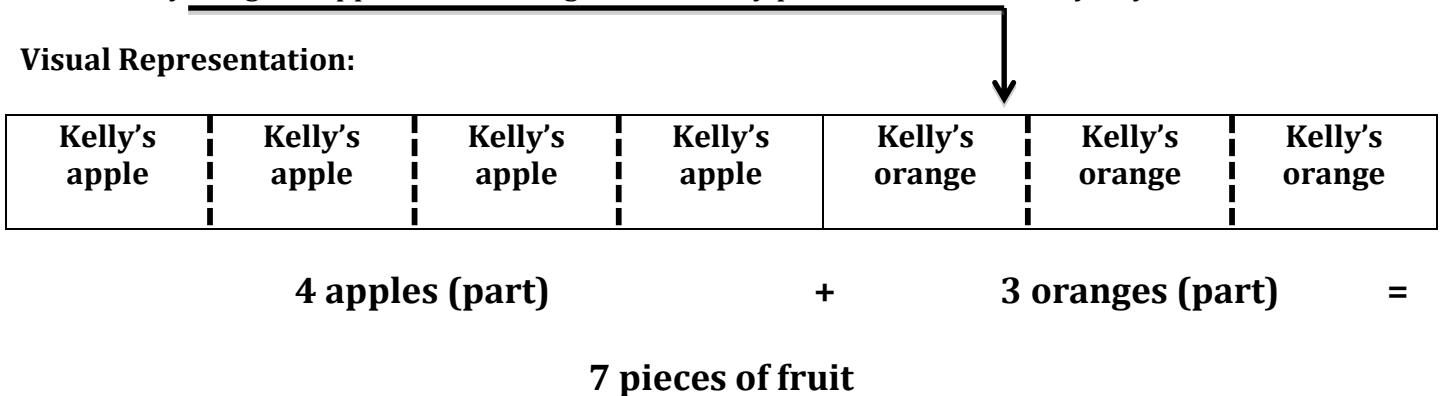 Visual Representation:
Kelly’s apple
Kelly’s apple
Kelly’s apple
Kelly’s apple
Kelly’s orange
Kelly’s orange
Kelly’s orange
4 apples (part) + 3 oranges (part) =
7 pieces of fruit